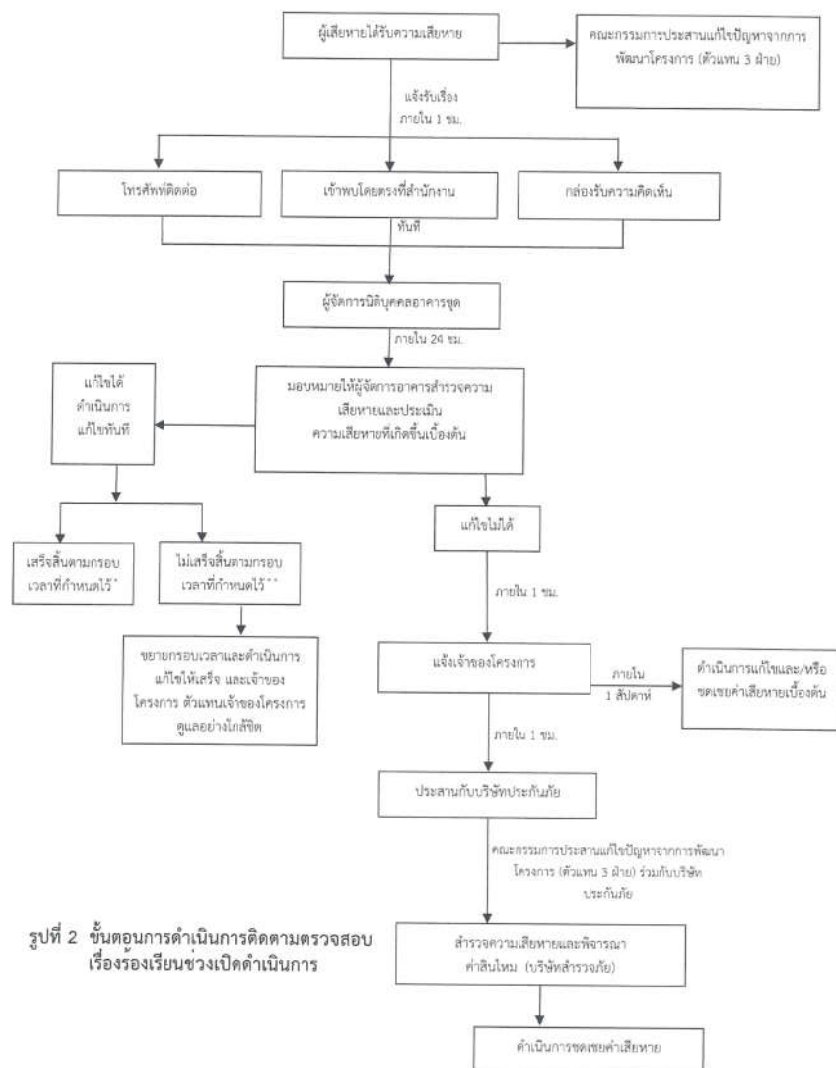 ผู้เสียหายได้รับความเสียหาย
คณะกรรมการประสานแก้ไขปัญหาจากการ
พัฒนาโครงการ (ตัวแทน 3 ฝ่าย)
แจ้งรับเรื่อง
ภายใน 1 ชม.
โทรศัพท์ติดต่อ
เข้าพบโดยตรงที่สำนักงาน
กล่องรับความคิดเห็น
ทันที
ผู้จัดการนิติบุคคลอาคารชุด
ภายใน 24 ชม.
แก้ไขได้
ดำเนินการ
แก้ไขทันที
มอบหมายให้ผู้จัดการอาคารสำรวจความ
เสียหายและประเมิน
ความเสียหายที่เกิดขึ้นเบื้องต้น
แก้ไขไม่ได้
เสร็จสิ้นตามกรอบ
เวลาที่กำหนดไว้*
ไม่เสร็จสิ้นตามกรอบ
เวลาที่กำหนดไว้**
ภายใน 1 ชม.
ขยายกรอบเวลาและดำเนินการ
แก้ไขให้เสร็จ และเจ้าของ
โครงการ ตัวแทนเจ้าของโครงการ
ดูแลอย่างใกล้ชิด
แจ้งเจ้าของโครงการ
ภายใน
1 สัปดาห์
ดำเนินการแก้ไขและ/หรือ
ชดเชยค่าเสียหายเบื้องต้น
ภายใน 1 ชม.
ประสานกับบริษัทประกันภัย
คณะกรรมการประสานแก้ไขปัญหาจากการพัฒนา
โครงการ (ตัวแทน 3 ฝ่าย) ร่วมกับบริษัท
ประกันภัย
สำรวจความเสียหายและพิจารณา
ค่าสินไหม (บริษัทสำรวจภัย)
ดำเนินการชดเชยค่าเสียหาย
รูปที่ 2 ขั้นตอนการดำเนินการติดตามตรวจสอบ
เรื่องร้องเรียนช่วงเปิดดำเนินการ